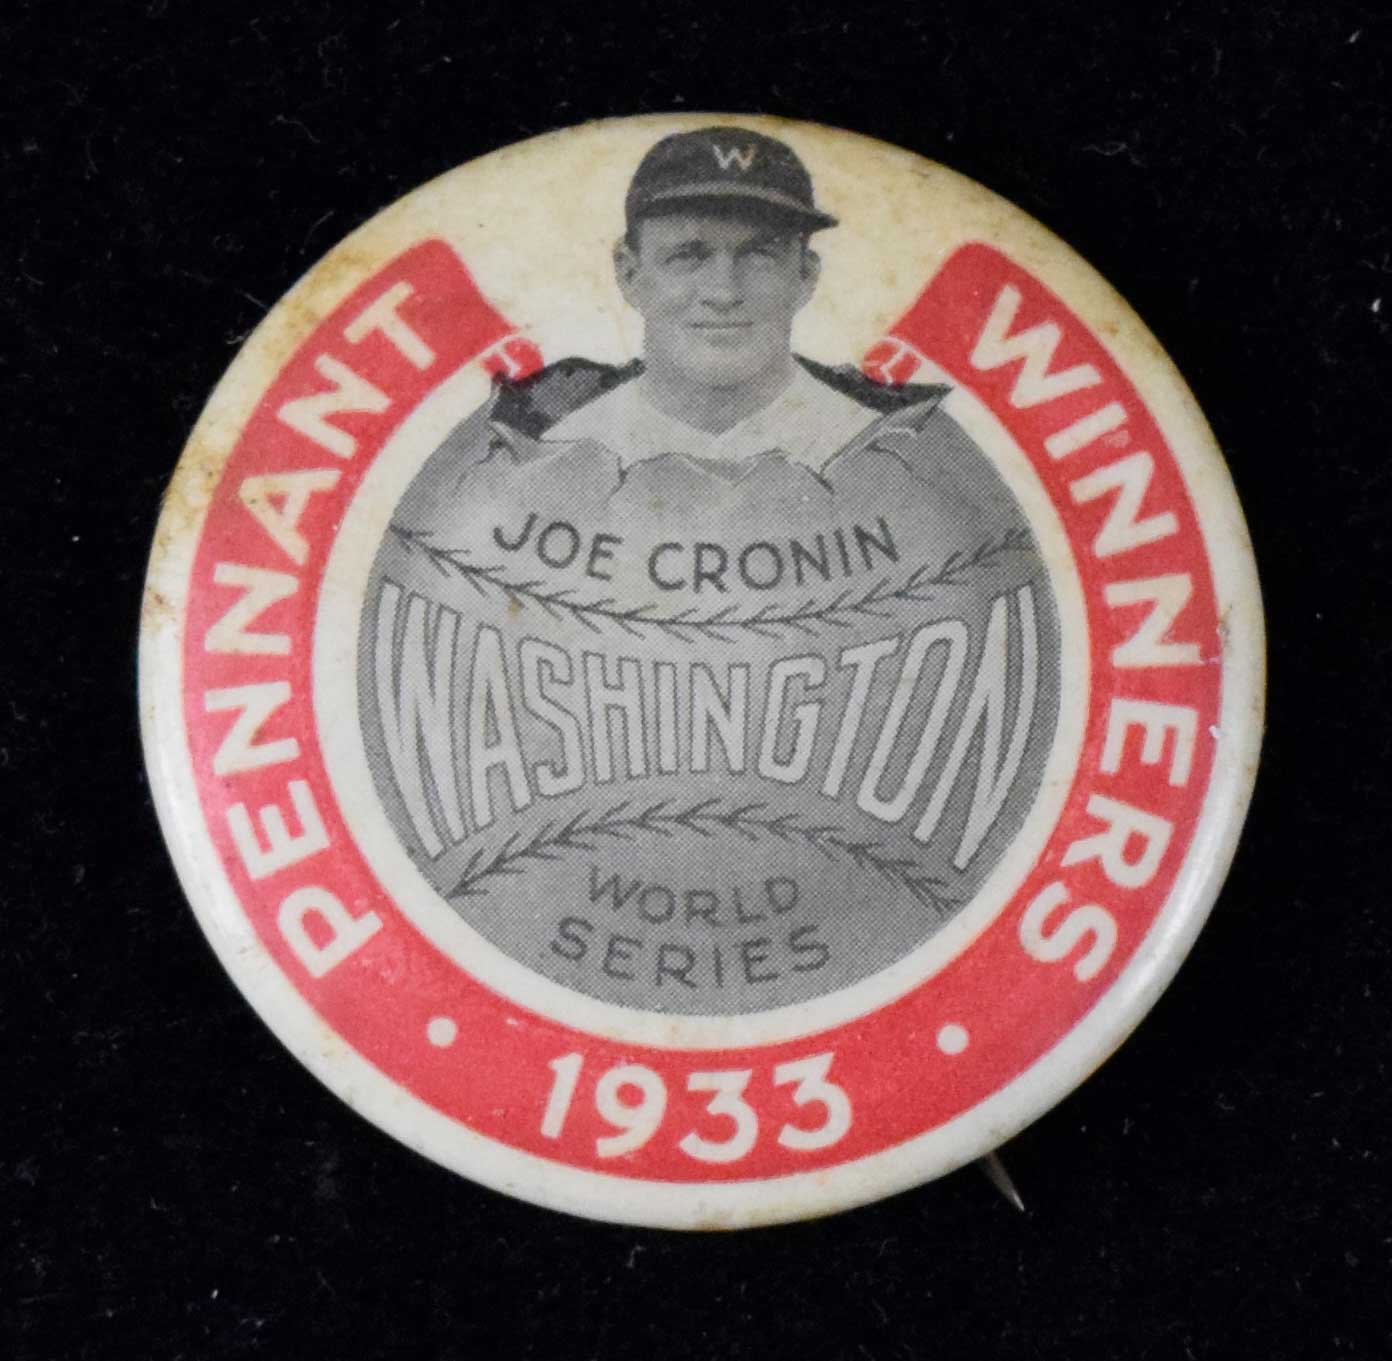 W
PENNANT WINNERS
JOE CRONIN
WASHINGTON
WORLD
SERIES
• 1933 •